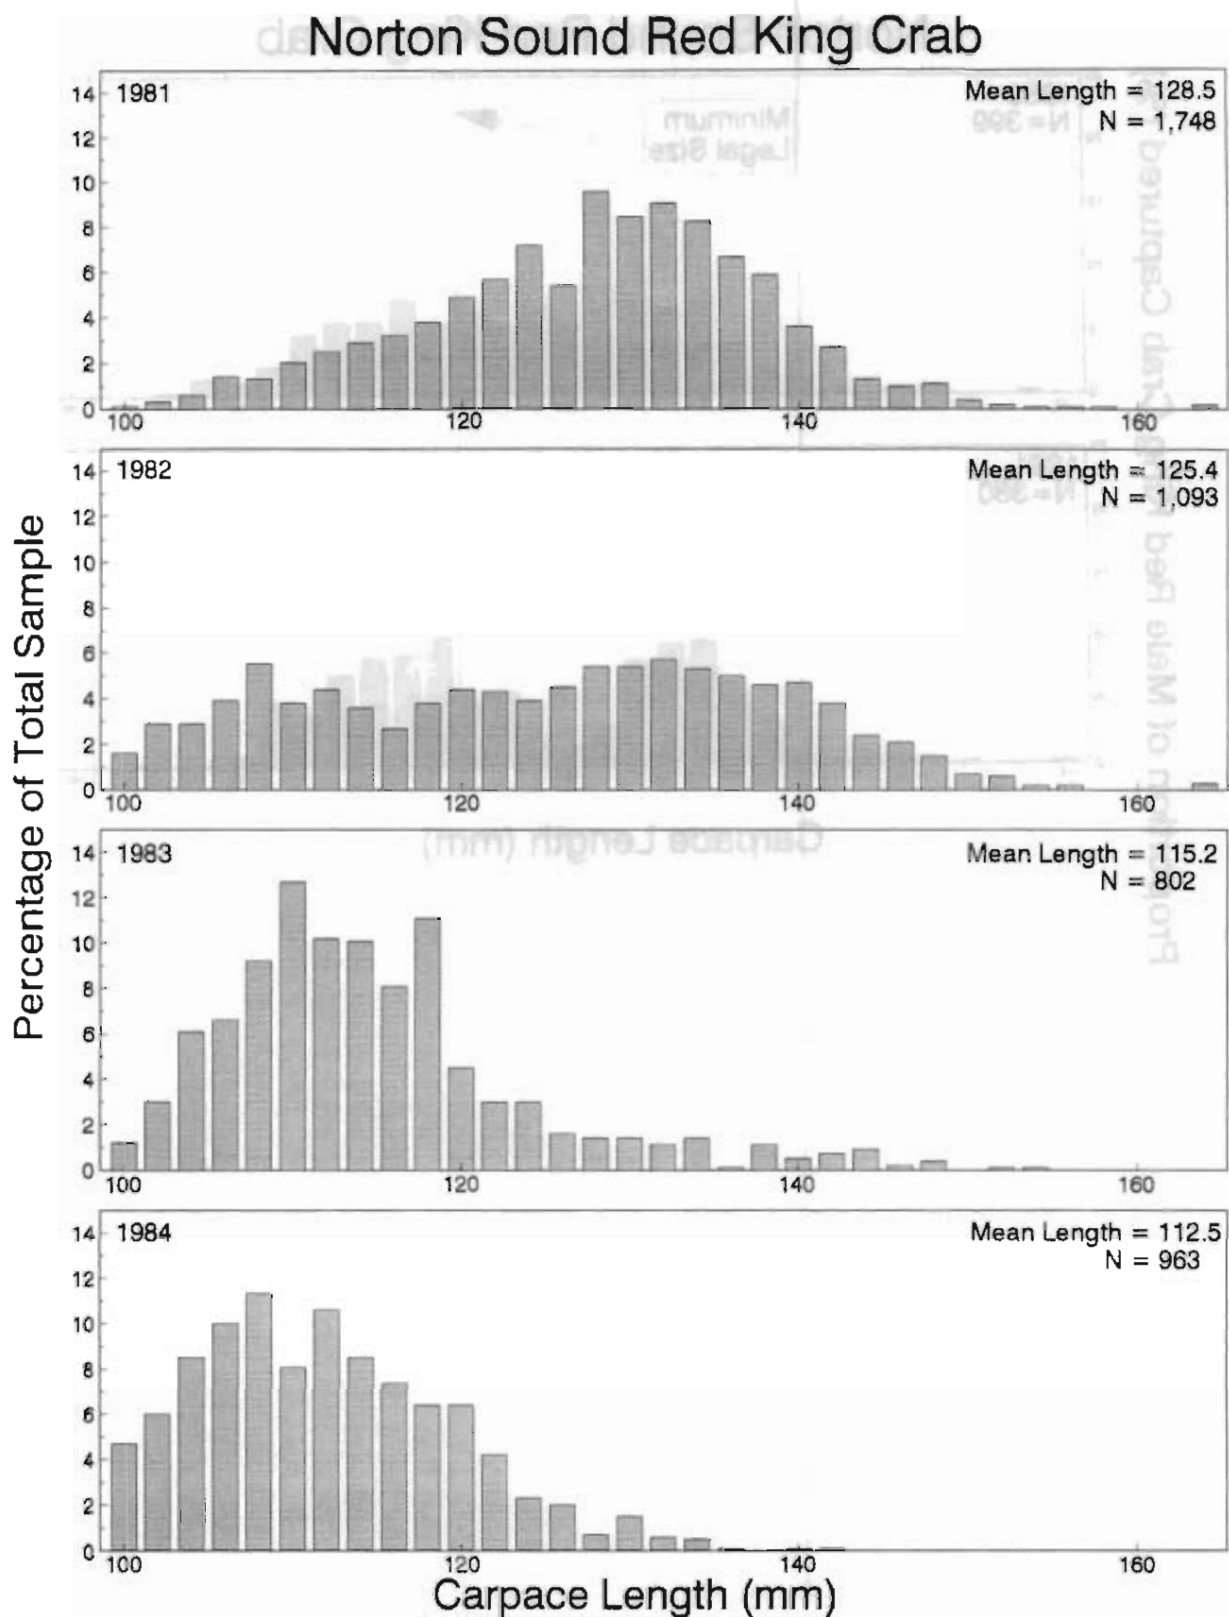 Norton Sound Red King Crab
1981
Mean Length = 128.5
N = 1,748
14
12
10
8
6
4
2
0
100 120 140 160
1982
Mean Length = 125.4
N = 1,093
14
12
10
8
6
4
2
0
100 120 140 160
1983
Mean Length = 115.2
N = 802
14
12
10
8
6
4
2
0
100 120 140 160
1984
Mean Length = 112.5
N = 963
14
12
10
8
6
4
2
0
100 120 140 160
Percentage of Total Sample
Carpace Length (mm)